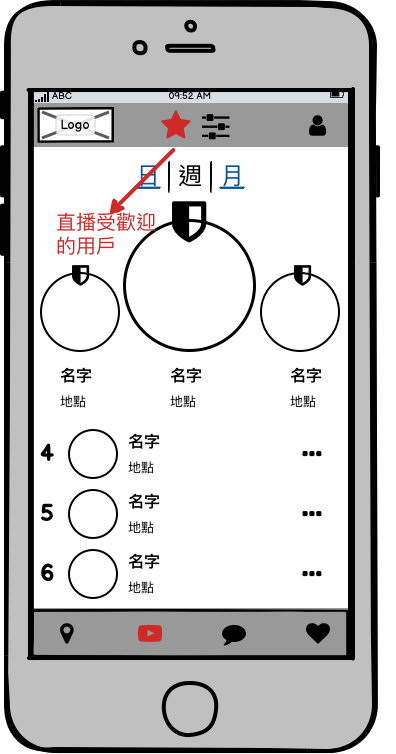 ABC 09:52 AM
Logo
日 週 月
直播受歡迎
的用戶
名字 名字 名字
地點 地點 地點
4 名字
地點
5 名字
地點
6 名字
地點